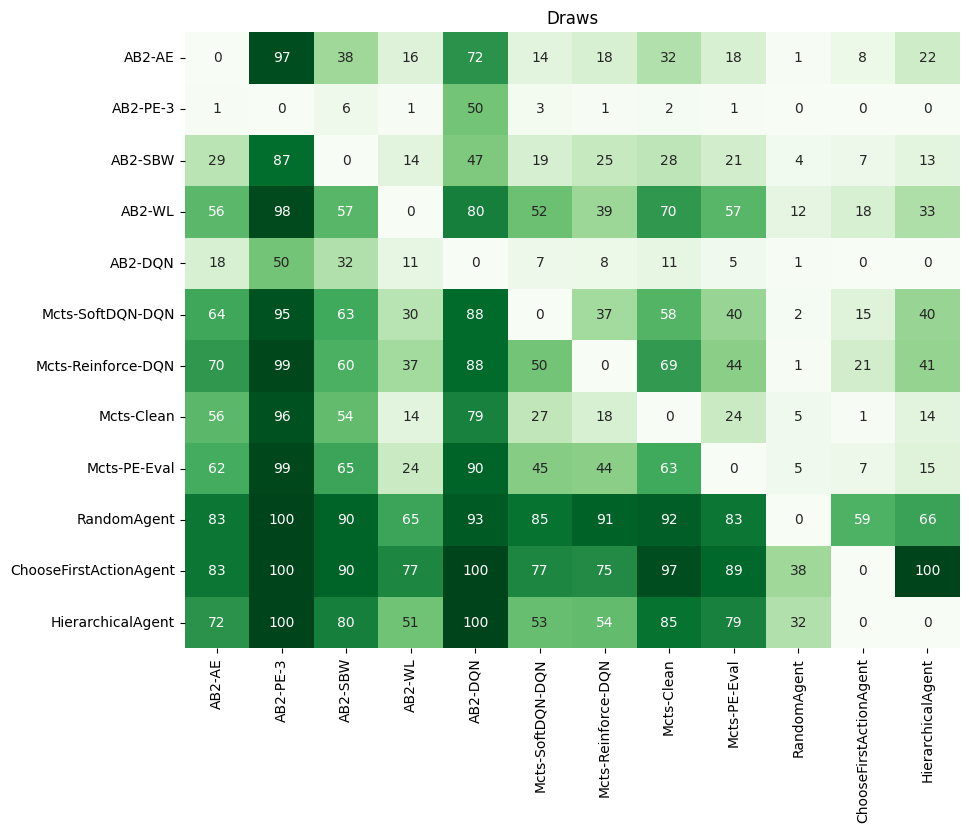 Draws
AB2-AE 0 97 38 16 72 14 18 32 18 1 8 22
AB2-PE-3 1 0 6 1 50 3 1 2 1 0 0 0
AB2-SBW 29 87 0 14 47 19 25 28 21 4 7 13
AB2-WL 56 98 57 0 80 52 39 70 57 12 18 33
AB2-DQN 18 50 32 11 0 7 8 11 5 1 0 0
Mcts-SoftDQN-DQN 64 95 63 30 88 0 37 58 40 2 15 40
Mcts-Reinforce-DQN 70 99 60 37 88 50 0 69 44 1 21 41
Mcts-Clean 56 96 54 14 79 27 18 0 24 5 1 14
Mcts-PE-Eval 62 99 65 24 90 45 44 63 0 5 7 15
RandomAgent 83 100 90 65 93 85 91 92 83 0 59 66
ChooseFirstActionAgent 83 100 90 77 100 77 75 97 89 38 0 100
HierarchicalAgent 72 100 80 51 100 53 54 85 79 32 0 0
AB2-AE
AB2-PE-3
AB2-SBW
AB2-WL
AB2-DQN
Mcts-SoftDQN-DQN
Mcts-Reinforce-DQN
Mcts-Clean
Mcts-PE-Eval
RandomAgent
ChooseFirstActionAgent
HierarchicalAgent